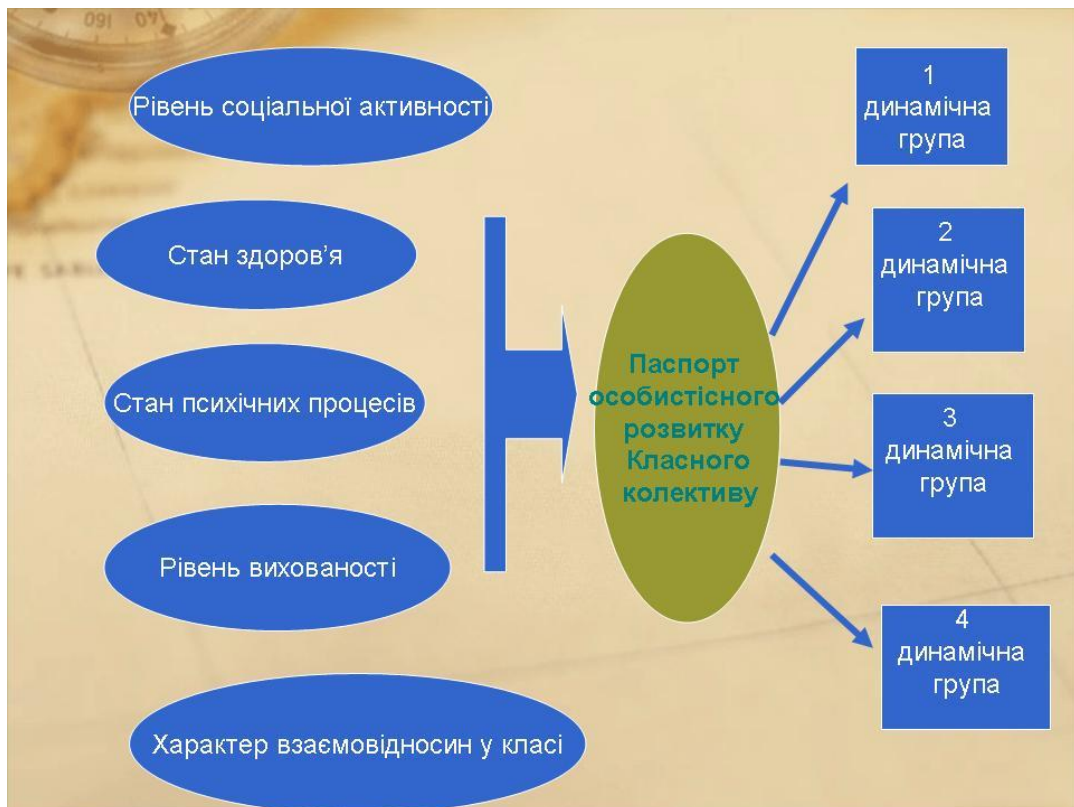 Рівень соціальної активності
Стан здоров’я
Стан психічних процесів
Рівень вихованості
Характер взаємовідносин у класі
Паспорт
особистісного
розвитку
Класного
колективу
1
динамічна
група
2
динамічна
група
3
динамічна
група
4
динамічна
група